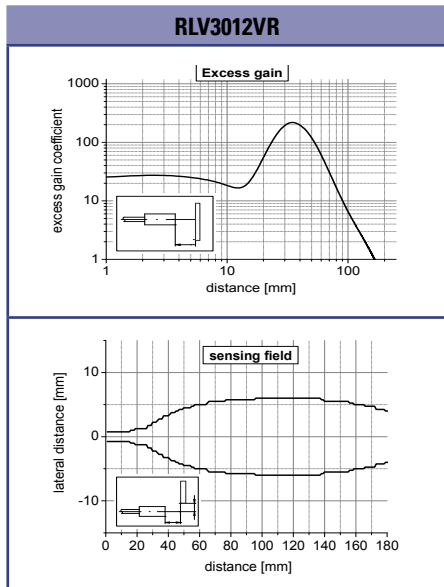 RLV3012VR
Excess gain
excess gain coefficient
1000
100
10
1
1 10 100
distance [mm]
sensing field
lateral distance [mm]
10
0
-10
0 20 40 60 80 100 120 140 160 180
distance [mm]